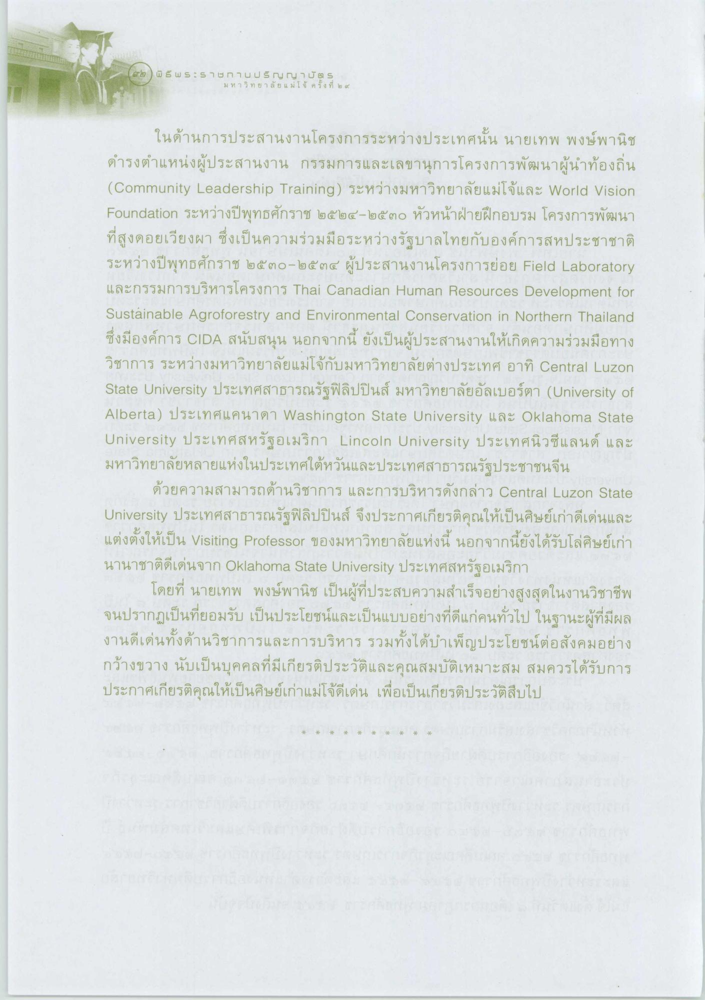 ๙๒ พิธีพระราชทานปริญญาบัตร
มหาวิทยาลัยแม่โจ้ ครั้งที่ ๒๙
ในด้านการประสานงานโครงการระหว่างประเทศนั้น นายเทพ พงษ์พานิช
ดำรงตำแหน่งผู้ประสานงาน กรรมการและเลขานุการโครงการพัฒนาผู้นำท้องถิ่น
(Community Leadership Training) ระหว่างมหาวิทยาลัยแม่โจ้และ World Vision
Foundation ระหว่างปีพุทธศักราช ๒๕๒๔-๒๕๓๐ หัวหน้าฝ่ายฝึกอบรม โครงการพัฒนา
ที่สูงดอยเวียงผา ซึ่งเป็นความร่วมมือระหว่างรัฐบาลไทยกับองค์การสหประชาชาติ
ระหว่างปีพุทธศักราช ๒๕๓๐-๒๕๓๔ ผู้ประสานงานโครงการย่อย Field Laboratory
และกรรมการบริหารโครงการ Thai Canadian Human Resources Development for
Sustainable Agroforestry and Environmental Conservation in Northern Thailand
ซึ่งมีองค์การ CIDA สนับสนุน นอกจากนี้ ยังเป็นผู้ประสานงานให้เกิดความร่วมมือทาง
วิชาการ ระหว่างมหาวิทยาลัยแม่โจ้กับมหาวิทยาลัยต่างประเทศ อาทิ Central Luzon
State University ประเทศสาธารณรัฐฟิลิปปินส์ มหาวิทยาลัยอัลเบอร์ตา (University of
Alberta) ประเทศแคนาดา Washington State University และ Oklahoma State
University ประเทศสหรัฐอเมริกา Lincoln University ประเทศนิวซีแลนด์ และ
มหาวิทยาลัยหลายแห่งในประเทศใต้หวันและประเทศสาธารณรัฐประชาชนจีน
ด้วยความสามารถด้านวิชาการ และการบริหารดังกล่าว Central Luzon State
University ประเทศสาธารณรัฐฟิลิปปินส์ จึงประกาศเกียรติคุณให้เป็นศิษย์เก่าดีเด่นและ
แต่งตั้งให้เป็น Visiting Professor ของมหาวิทยาลัยแห่งนี้ นอกจากนี้ยังได้รับโล่ศิษย์เก่า
นานาชาติดีเด่นจาก Oklahoma State University ประเทศสหรัฐอเมริกา
โดยที่ นายเทพ พงษ์พานิช เป็นผู้ที่ประสบความสำเร็จอย่างสูงสุดในงานวิชาชีพ
จนปรากฏเป็นที่ยอมรับ เป็นประโยชน์และเป็นแบบอย่างที่ดีแก่คนทั่วไป ในฐานะผู้ที่มีผล
งานดีเด่นทั้งด้านวิชาการและการบริหาร รวมทั้งได้บำเพ็ญประโยชน์ต่อสังคมอย่าง
กว้างขวาง นับเป็นบุคคลที่มีเกียรติประวัติและคุณสมบัติเหมาะสม สมควรได้รับการ
ประกาศเกียรติคุณให้เป็นศิษย์เก่าแม่โจ้ดีเด่น เพื่อเป็นเกียรติประวัติสืบไป
* * * * * * * * * *